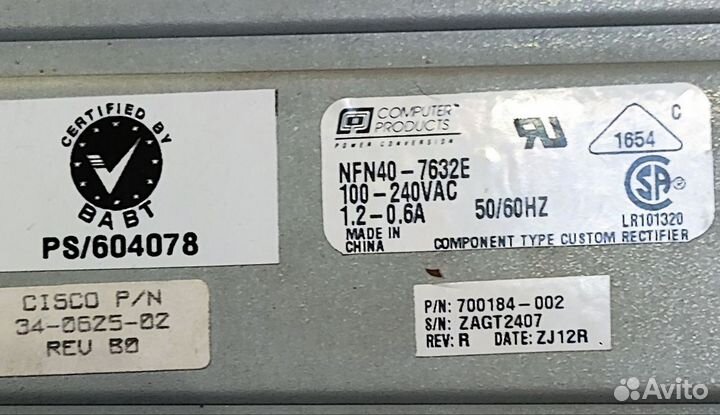 CERTIFIED BY
BABT
PS/604078
CISCO P/N
34-0625-02
REV B0
COMPUTER
PRODUCTS
POWER CONVERSION
NFN40-7632E
100-240VAC
1.2-0.6A
50/60HZ
MADE IN
CHINA
COMPONENT TYPE CUSTOM RECTIFIER
RU
1654
C
SA
LR101320
P/N: 700184-002
S/N: ZAGT2407
REV: R DATE: ZJ12R
Avito